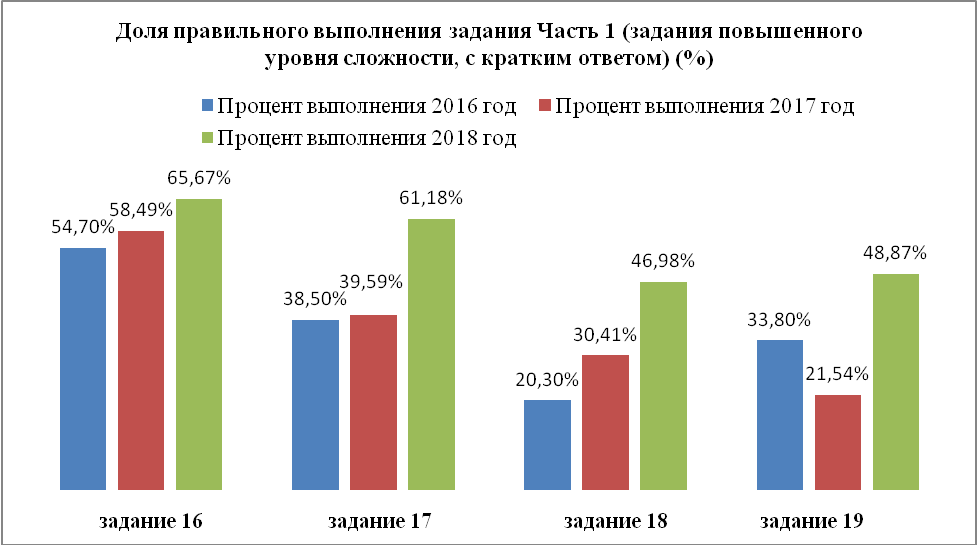 Доля правильного выполнения задания Часть 1 (задания повышенного
уровня сложности, с кратким ответом) (%)
Процент выполнения 2016 год
Процент выполнения 2017 год
Процент выполнения 2018 год
54,70%
58,49%
65,67%
38,50%
39,59%
61,18%
20,30%
30,41%
46,98%
33,80%
21,54%
48,87%
задание 16
задание 17
задание 18
задание 19